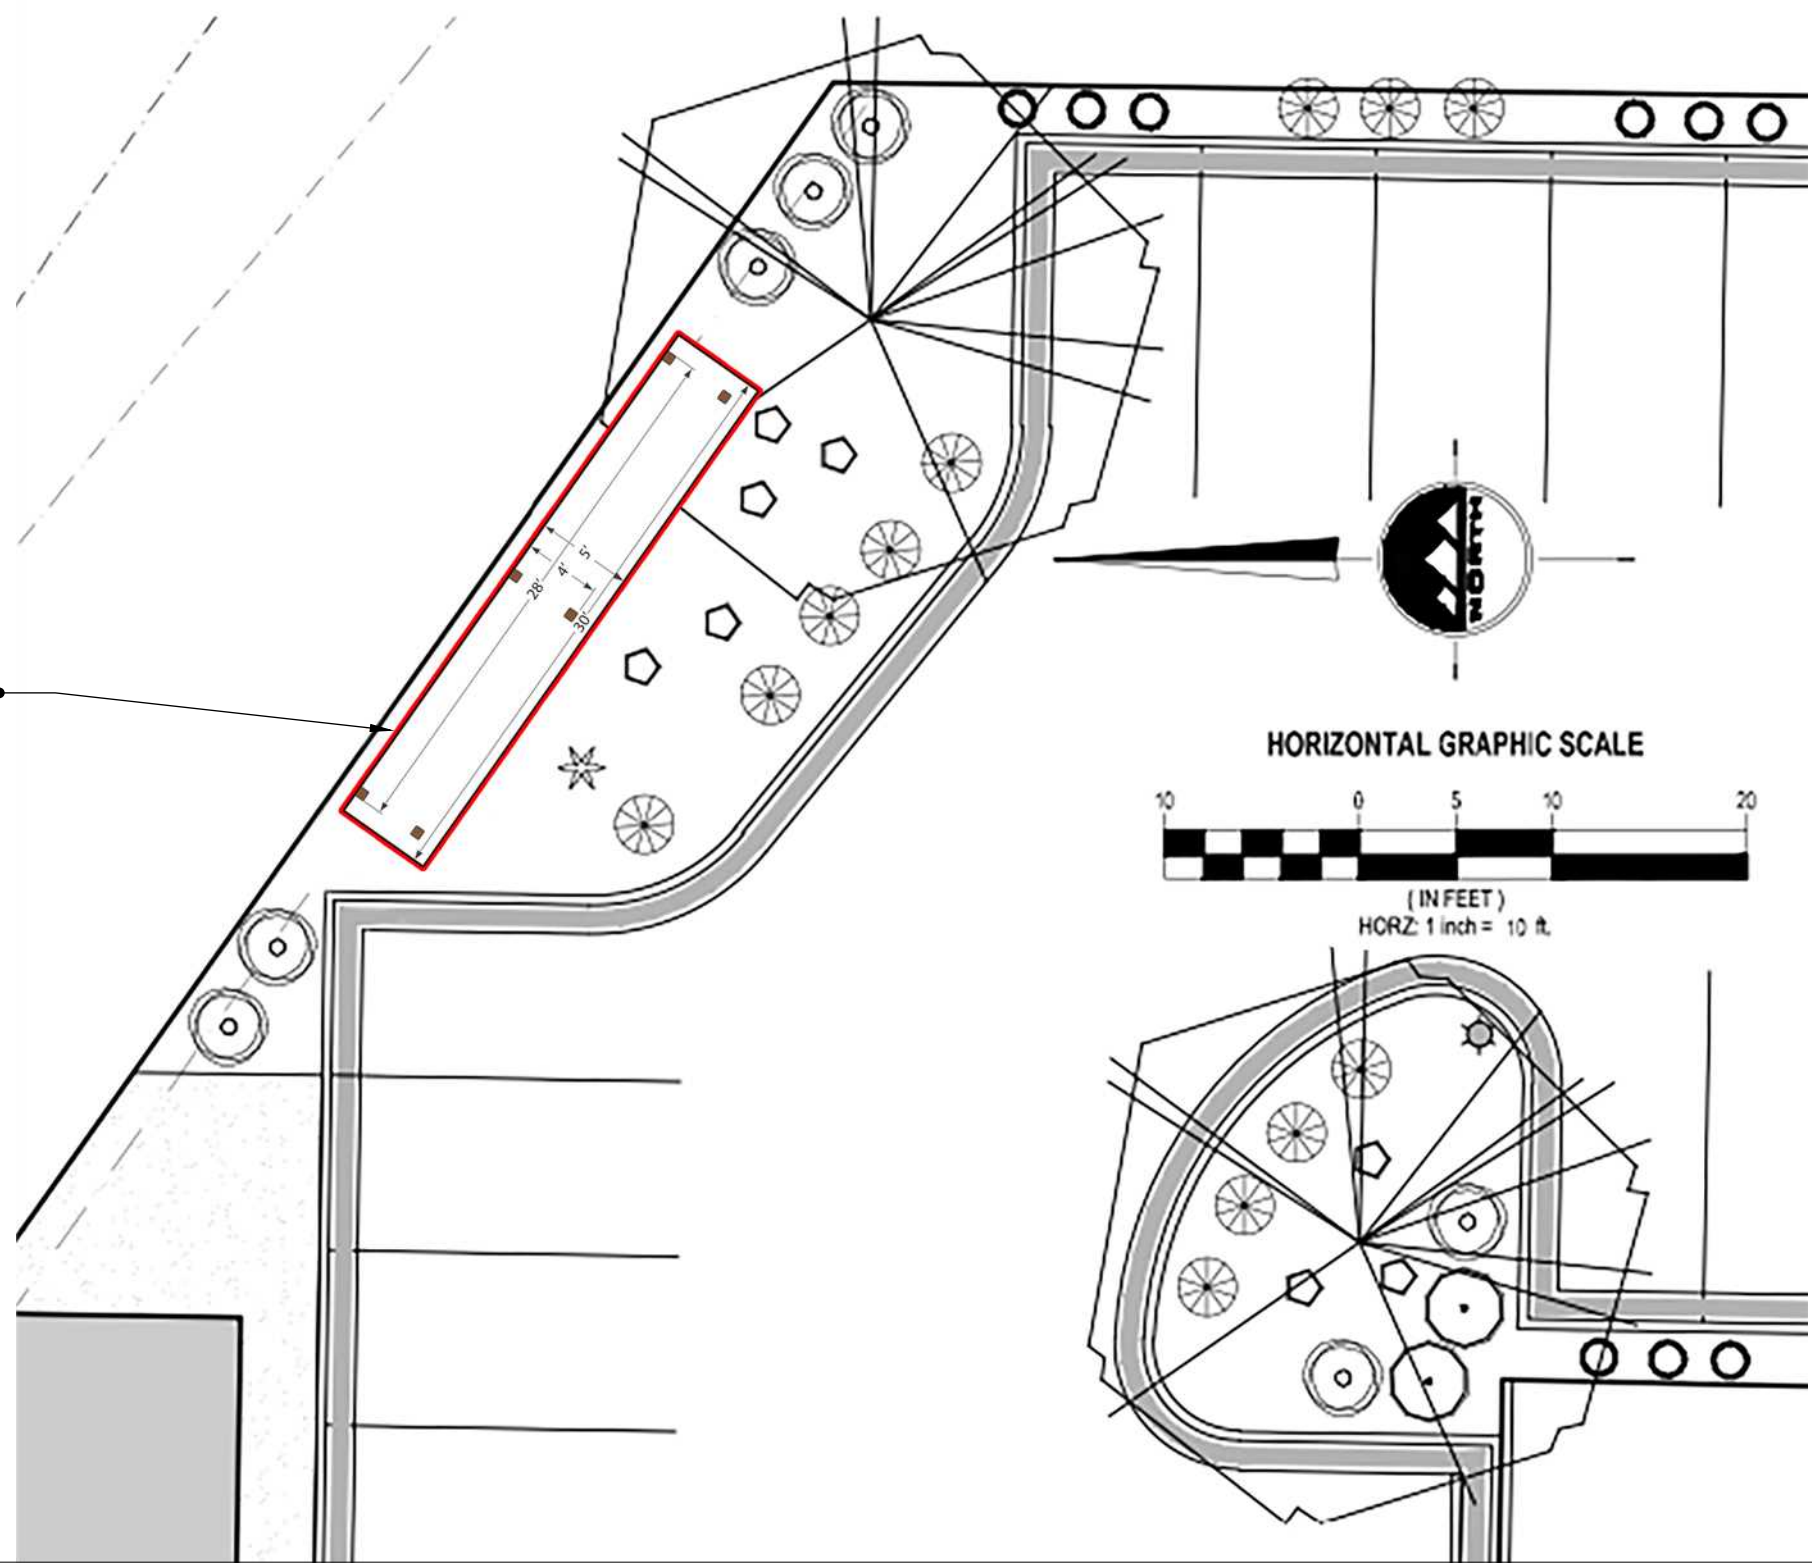 5'
4'
28'
30'
NORTH
HORIZONTAL GRAPHIC SCALE
10 0 5 10 20
( IN FEET )
HORZ: 1 inch = 10 ft.